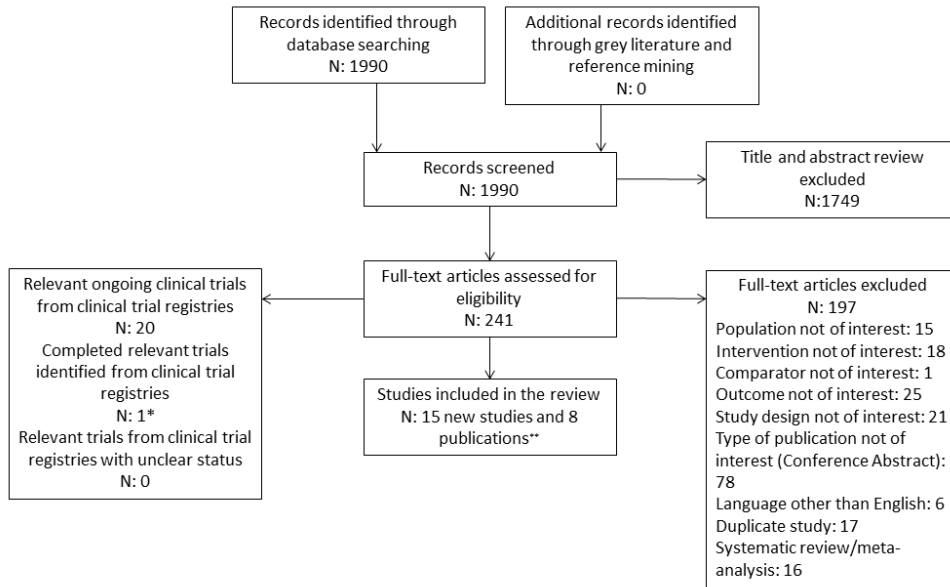 Records identified through
database searching
N: 1990
Additional records identified
through grey literature and
reference mining
N: 0
Records screened
N: 1990
Title and abstract review
excluded
N:1749
Relevant ongoing clinical trials
from clinical trial registries
N: 20
Completed relevant trials
identified from clinical trial
registries
N: 1*
Relevant trials from clinical trial
registries with unclear status
N: 0
Full-text articles assessed for
eligibility
N: 241
Full-text articles excluded
N: 197
Population not of interest: 15
Intervention not of interest: 18
Comparator not of interest: 1
Outcome not of interest: 25
Study design not of interest: 21
Type of publication not of
interest (Conference Abstract):
78
Language other than English: 6
Duplicate study: 17
Systematic review/meta-
analysis: 16
Studies included in the review
N: 15 new studies and 8
publications**